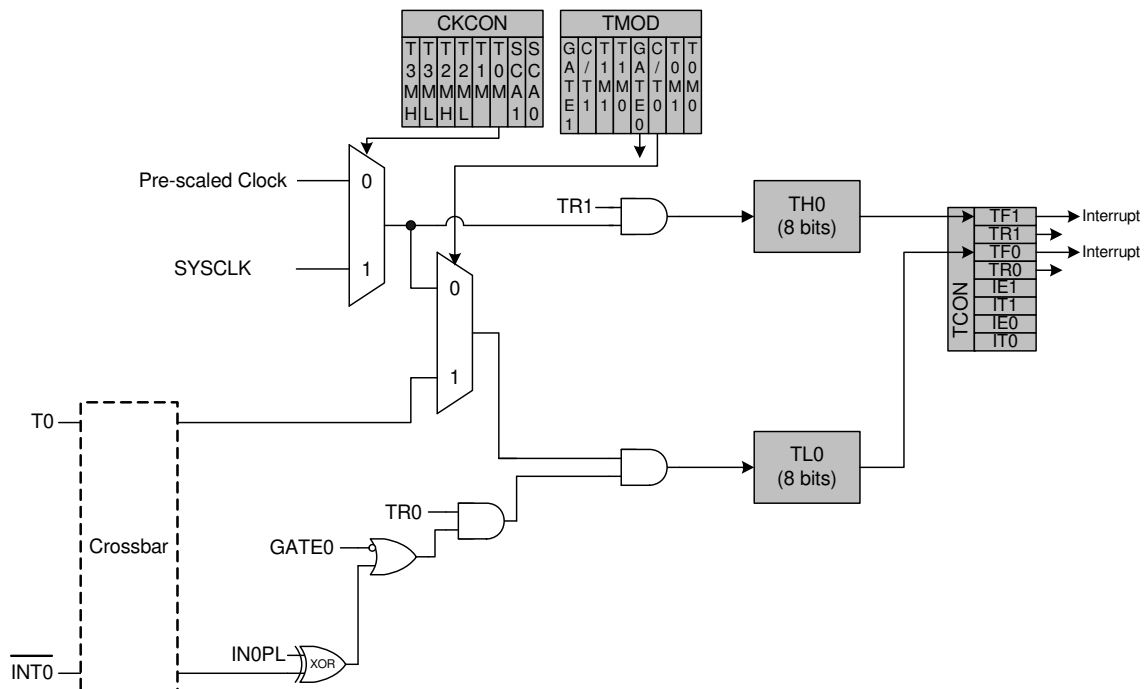 CKCON
T3MH
T3ML
T2MH
T2ML
T1M
T0M
SCA1
SCA0
TMOD
GATE1
C/T1
T1M1
T1M0
GATE0
C/T0
T0M1
T0M0
Pre-scaled Clock
0
SYSCLK
1
TR1
TH0
(8 bits)
TCON
TF1
TR1
TF0
TR0
IE1
IT1
IE0
IT0
Interrupt
Interrupt
0
1
T0
Crossbar
TL0
(8 bits)
TR0
GATE0
IN0PL
XOR
INT0